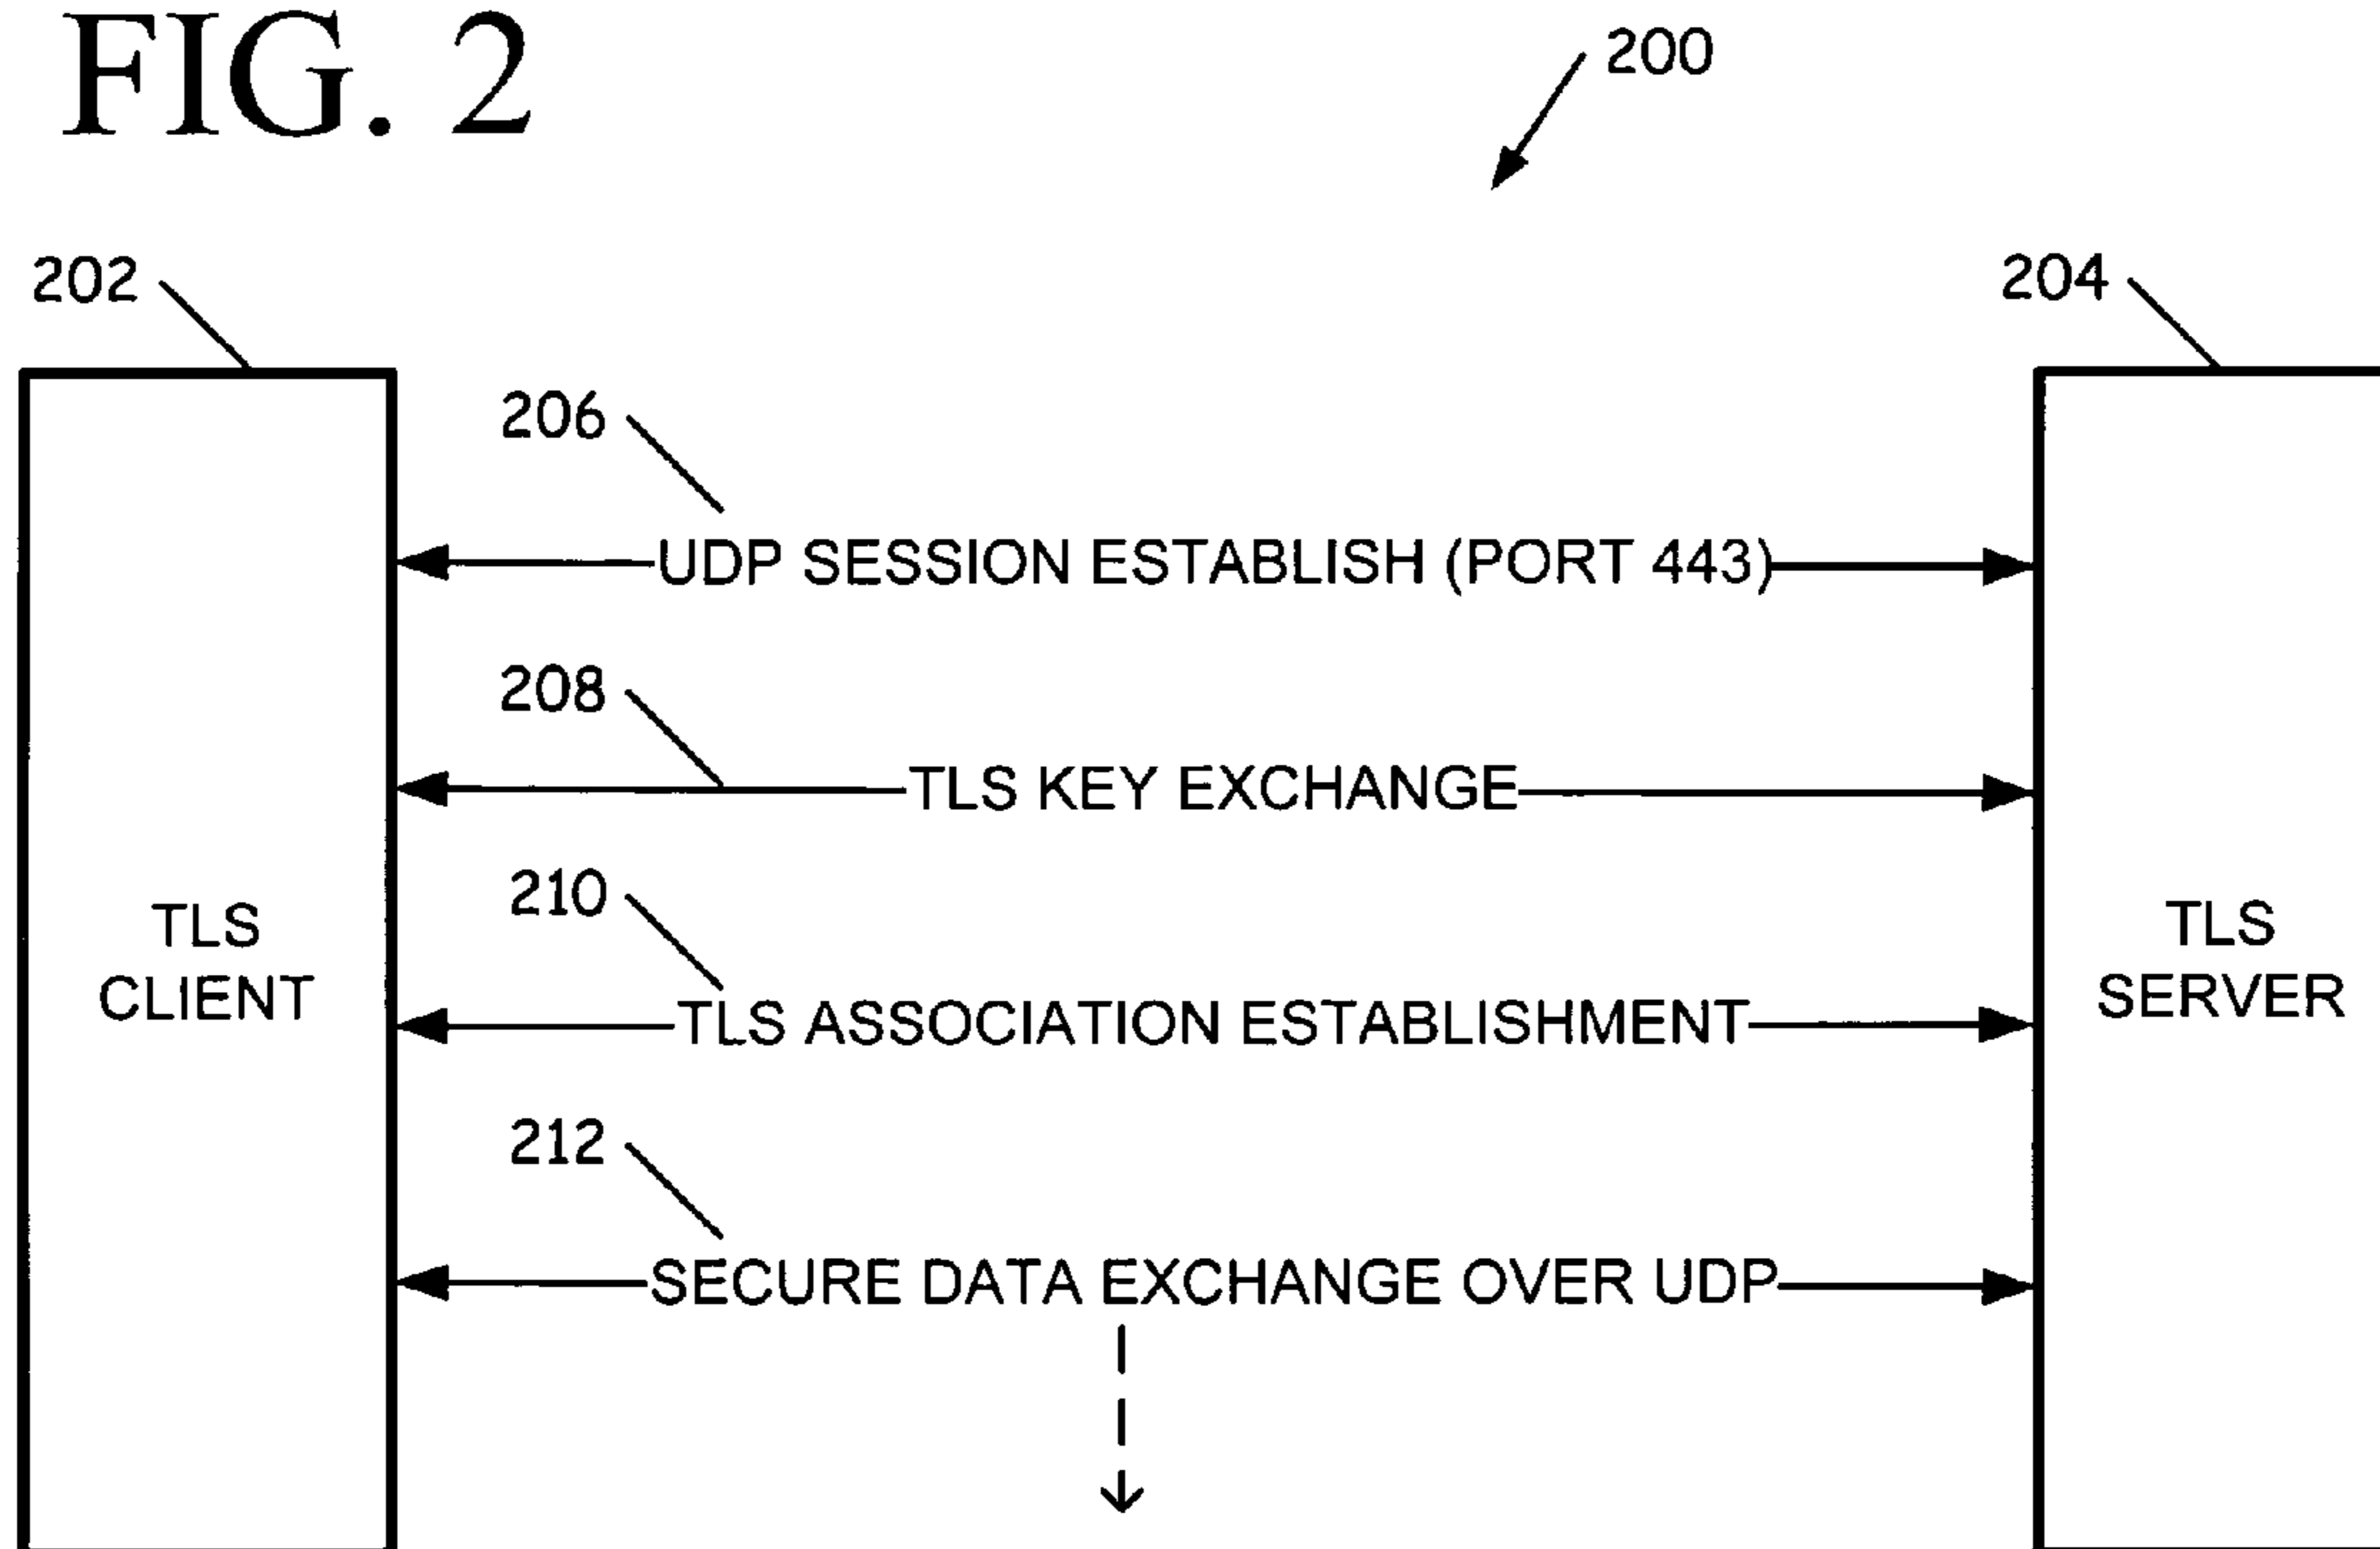 FIG. 2
200
202
204
206
UDP SESSION ESTABLISH (PORT 443)
208
TLS KEY EXCHANGE
TLS
CLIENT
210
TLS ASSOCIATION ESTABLISHMENT
TLS
SERVER
212
SECURE DATA EXCHANGE OVER UDP